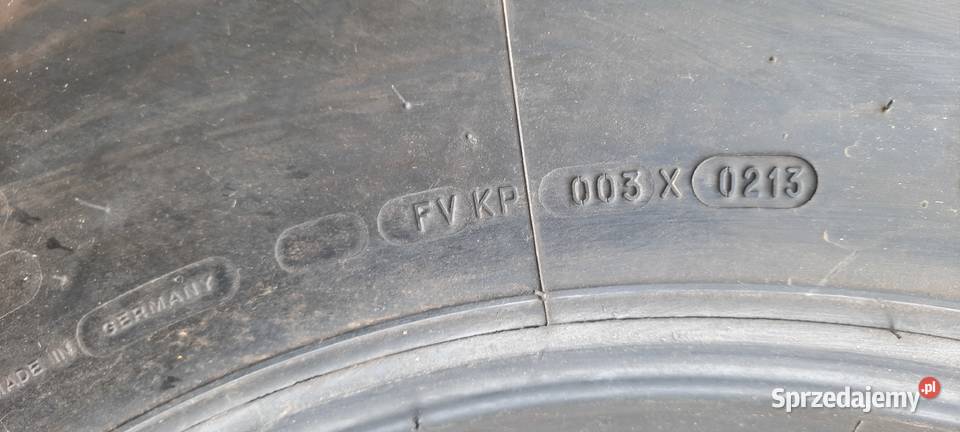 MADE IN GERMANY FV KP 003 X 0213
Sprzedajemy.pl